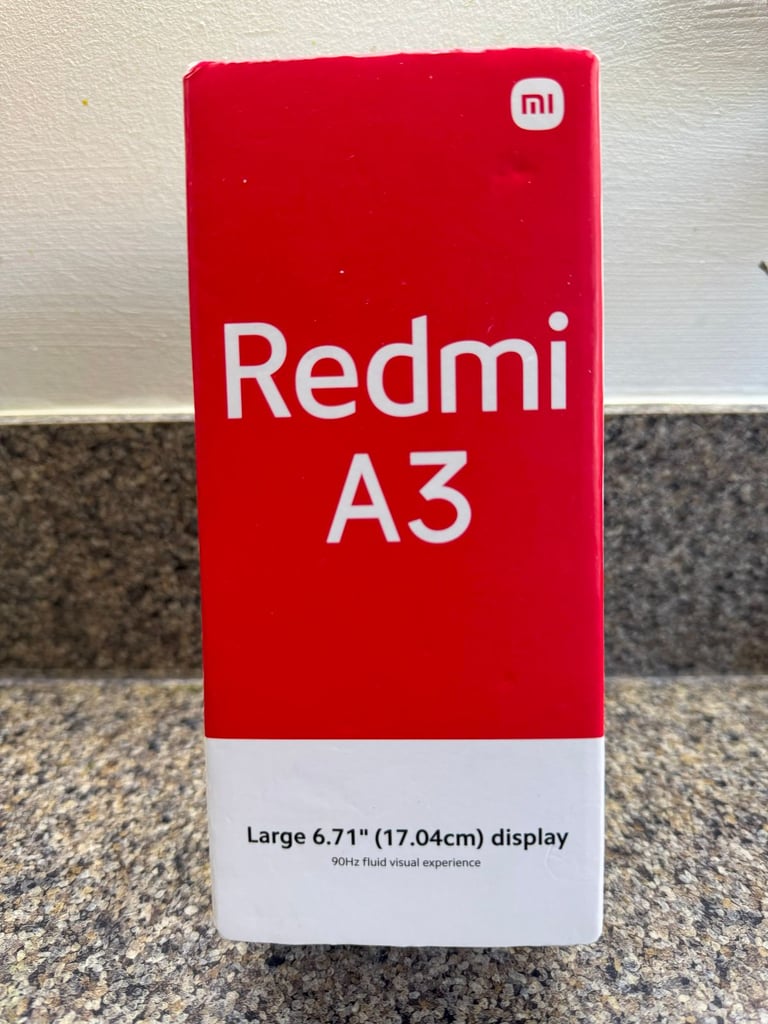 mi
Redmi
A3
Large 6.71" (17.04cm) display
90Hz fluid visual experience